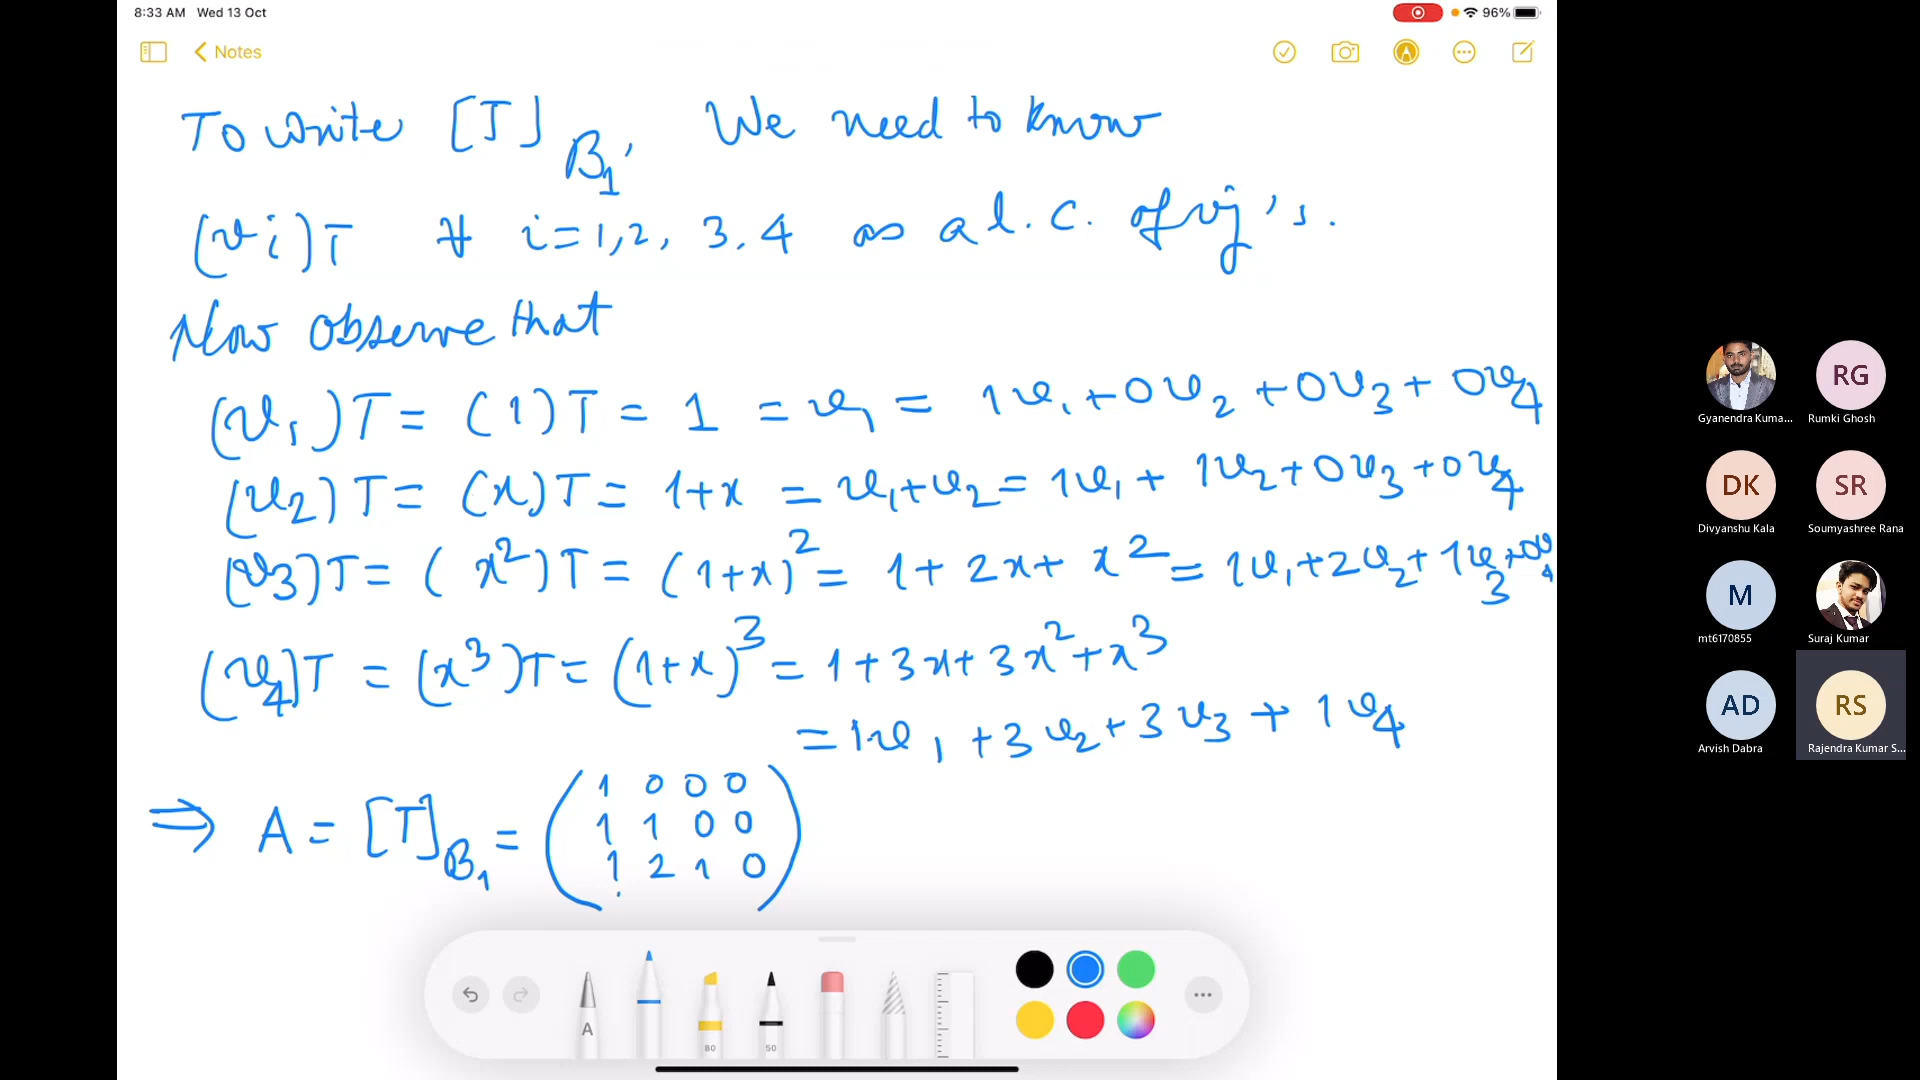 8:33 AM Wed 13 Oct
96%
Notes
To write [T]_B₁, We need to know
(vi)T ∀ i=1,2, 3,4 as a l.c. of vj's.
Now observe that
(v₁)T = (1)T = 1 = v₁ = 1v₁+0v₂+0v₃+0v₄
(v₂)T = (x)T = 1+x = v₁+v₂ = 1v₁+1v₂+0v₃+0v₄
(v₃)T = (x²)T = (1+x)² = 1+2x+x² = 1v₁+2v₂+1v₃+0v₄
(v₄)T = (x³)T = (1+x)³ = 1+3x+3x²+x³
= 1v₁+3v₂+3v₃+1v₄
⇒ A = [T]_B₁ =
1 0 0 0
1 1 0 0
1 2 1 0
A
80
50
Gyanendra Kuma...
RG
Rumki Ghosh
DK
Divyanshu Kala
SR
Soumyashree Rana
M
mt6170855
Suraj Kumar
AD
Arvish Dabra
RS
Rajendra Kumar S...